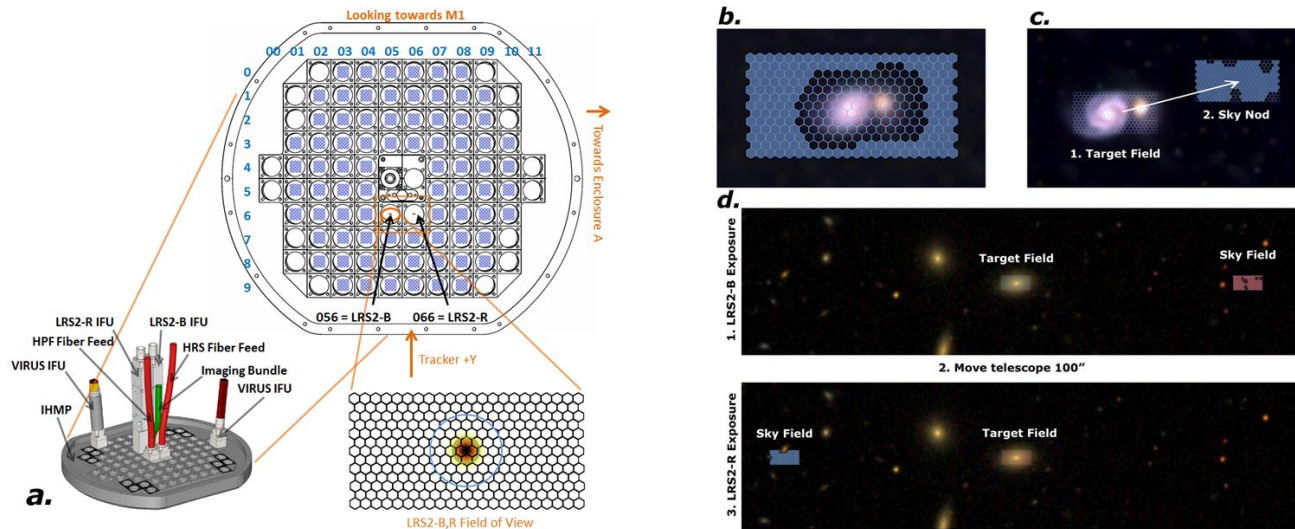 Looking towards M1
00 01 02 03 04 05 06 07 08 09 10 11
0
1
2
3
4
5
6
7
8
9
Towards Enclosure A
056 = LRS2-B 066 = LRS2-R
Tracker +Y
LRS2-R IFU
LRS2-B IFU
HPF Fiber Feed
HRS Fiber Feed
VIRUS IFU
Imaging Bundle
VIRUS IFU
IHMP
a.
LRS2-B,R Field of View
b.
c.
2. Sky Nod
1. Target Field
d.
1. LRS2-B Exposure
Target Field
Sky Field
2. Move telescope 100”
3. LRS2-R Exposure
Sky Field
Target Field